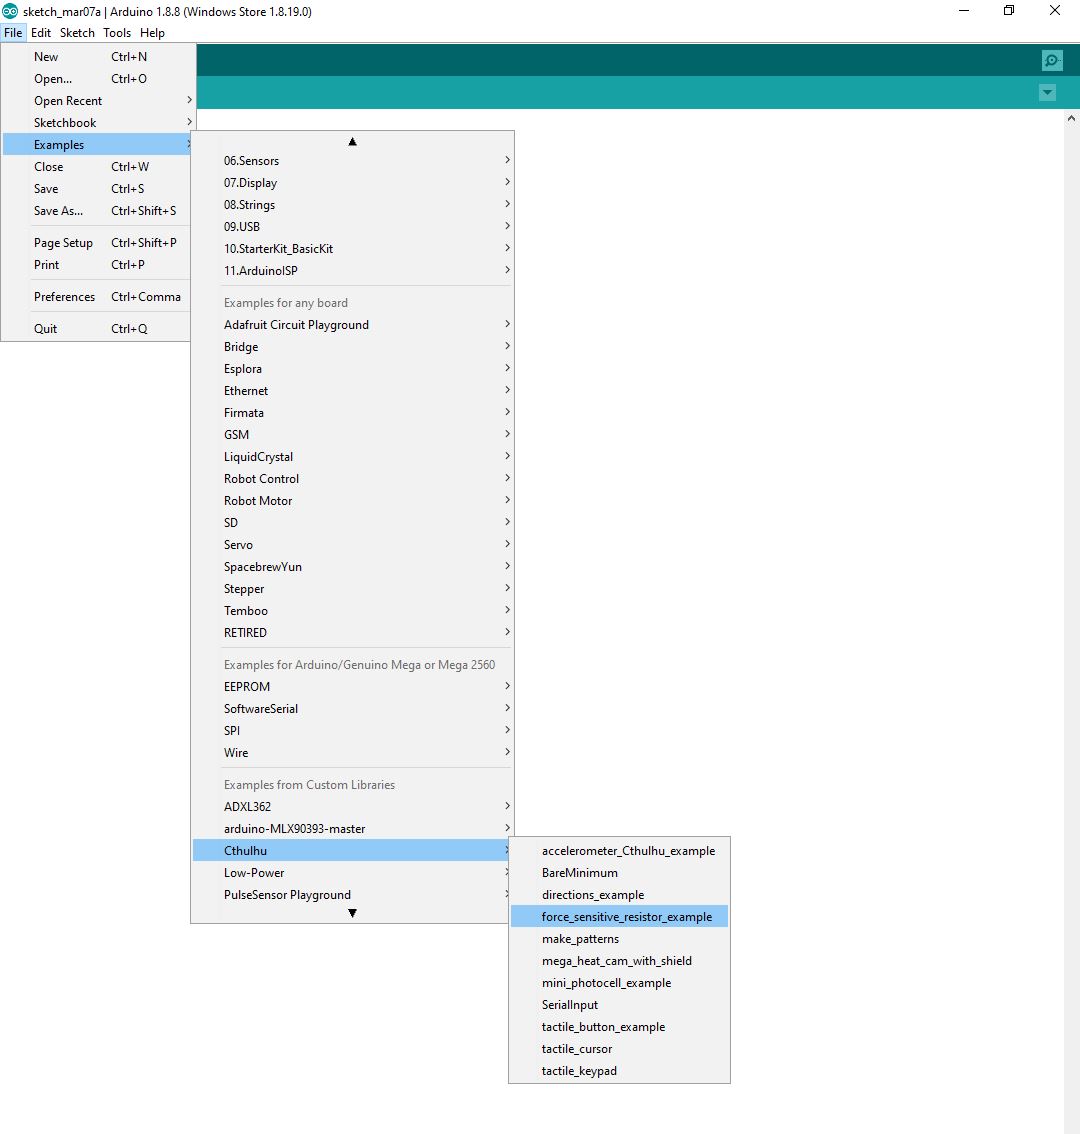 sketch_mar07a | Arduino 1.8.8 (Windows Store 1.8.19.0)
File Edit Sketch Tools Help
New Ctrl+N
Open... Ctrl+O
Open Recent
Sketchbook
Examples
Close Ctrl+W
Save Ctrl+S
Save As... Ctrl+Shift+S
Page Setup Ctrl+Shift+P
Print Ctrl+P
Preferences Ctrl+Comma
Quit Ctrl+Q
06.Sensors
07.Display
08.Strings
09.USB
10.StarterKit_BasicKit
11.ArduinoISP
Examples for any board
Adafruit Circuit Playground
Bridge
Esplora
Ethernet
Firmata
GSM
LiquidCrystal
Robot Control
Robot Motor
SD
Servo
SpacebrewYun
Stepper
Temboo
RETIRED
Examples for Arduino/Genuino Mega or Mega 2560
EEPROM
SoftwareSerial
SPI
Wire
Examples from Custom Libraries
ADXL362
arduino-MLX90393-master
Cthulhu
Low-Power
PulseSensor Playground
accelerometer_Cthulhu_example
BareMinimum
directions_example
force_sensitive_resistor_example
make_patterns
mega_heat_cam_with_shield
mini_photocell_example
SerialInput
tactile_button_example
tactile_cursor
tactile_keypad